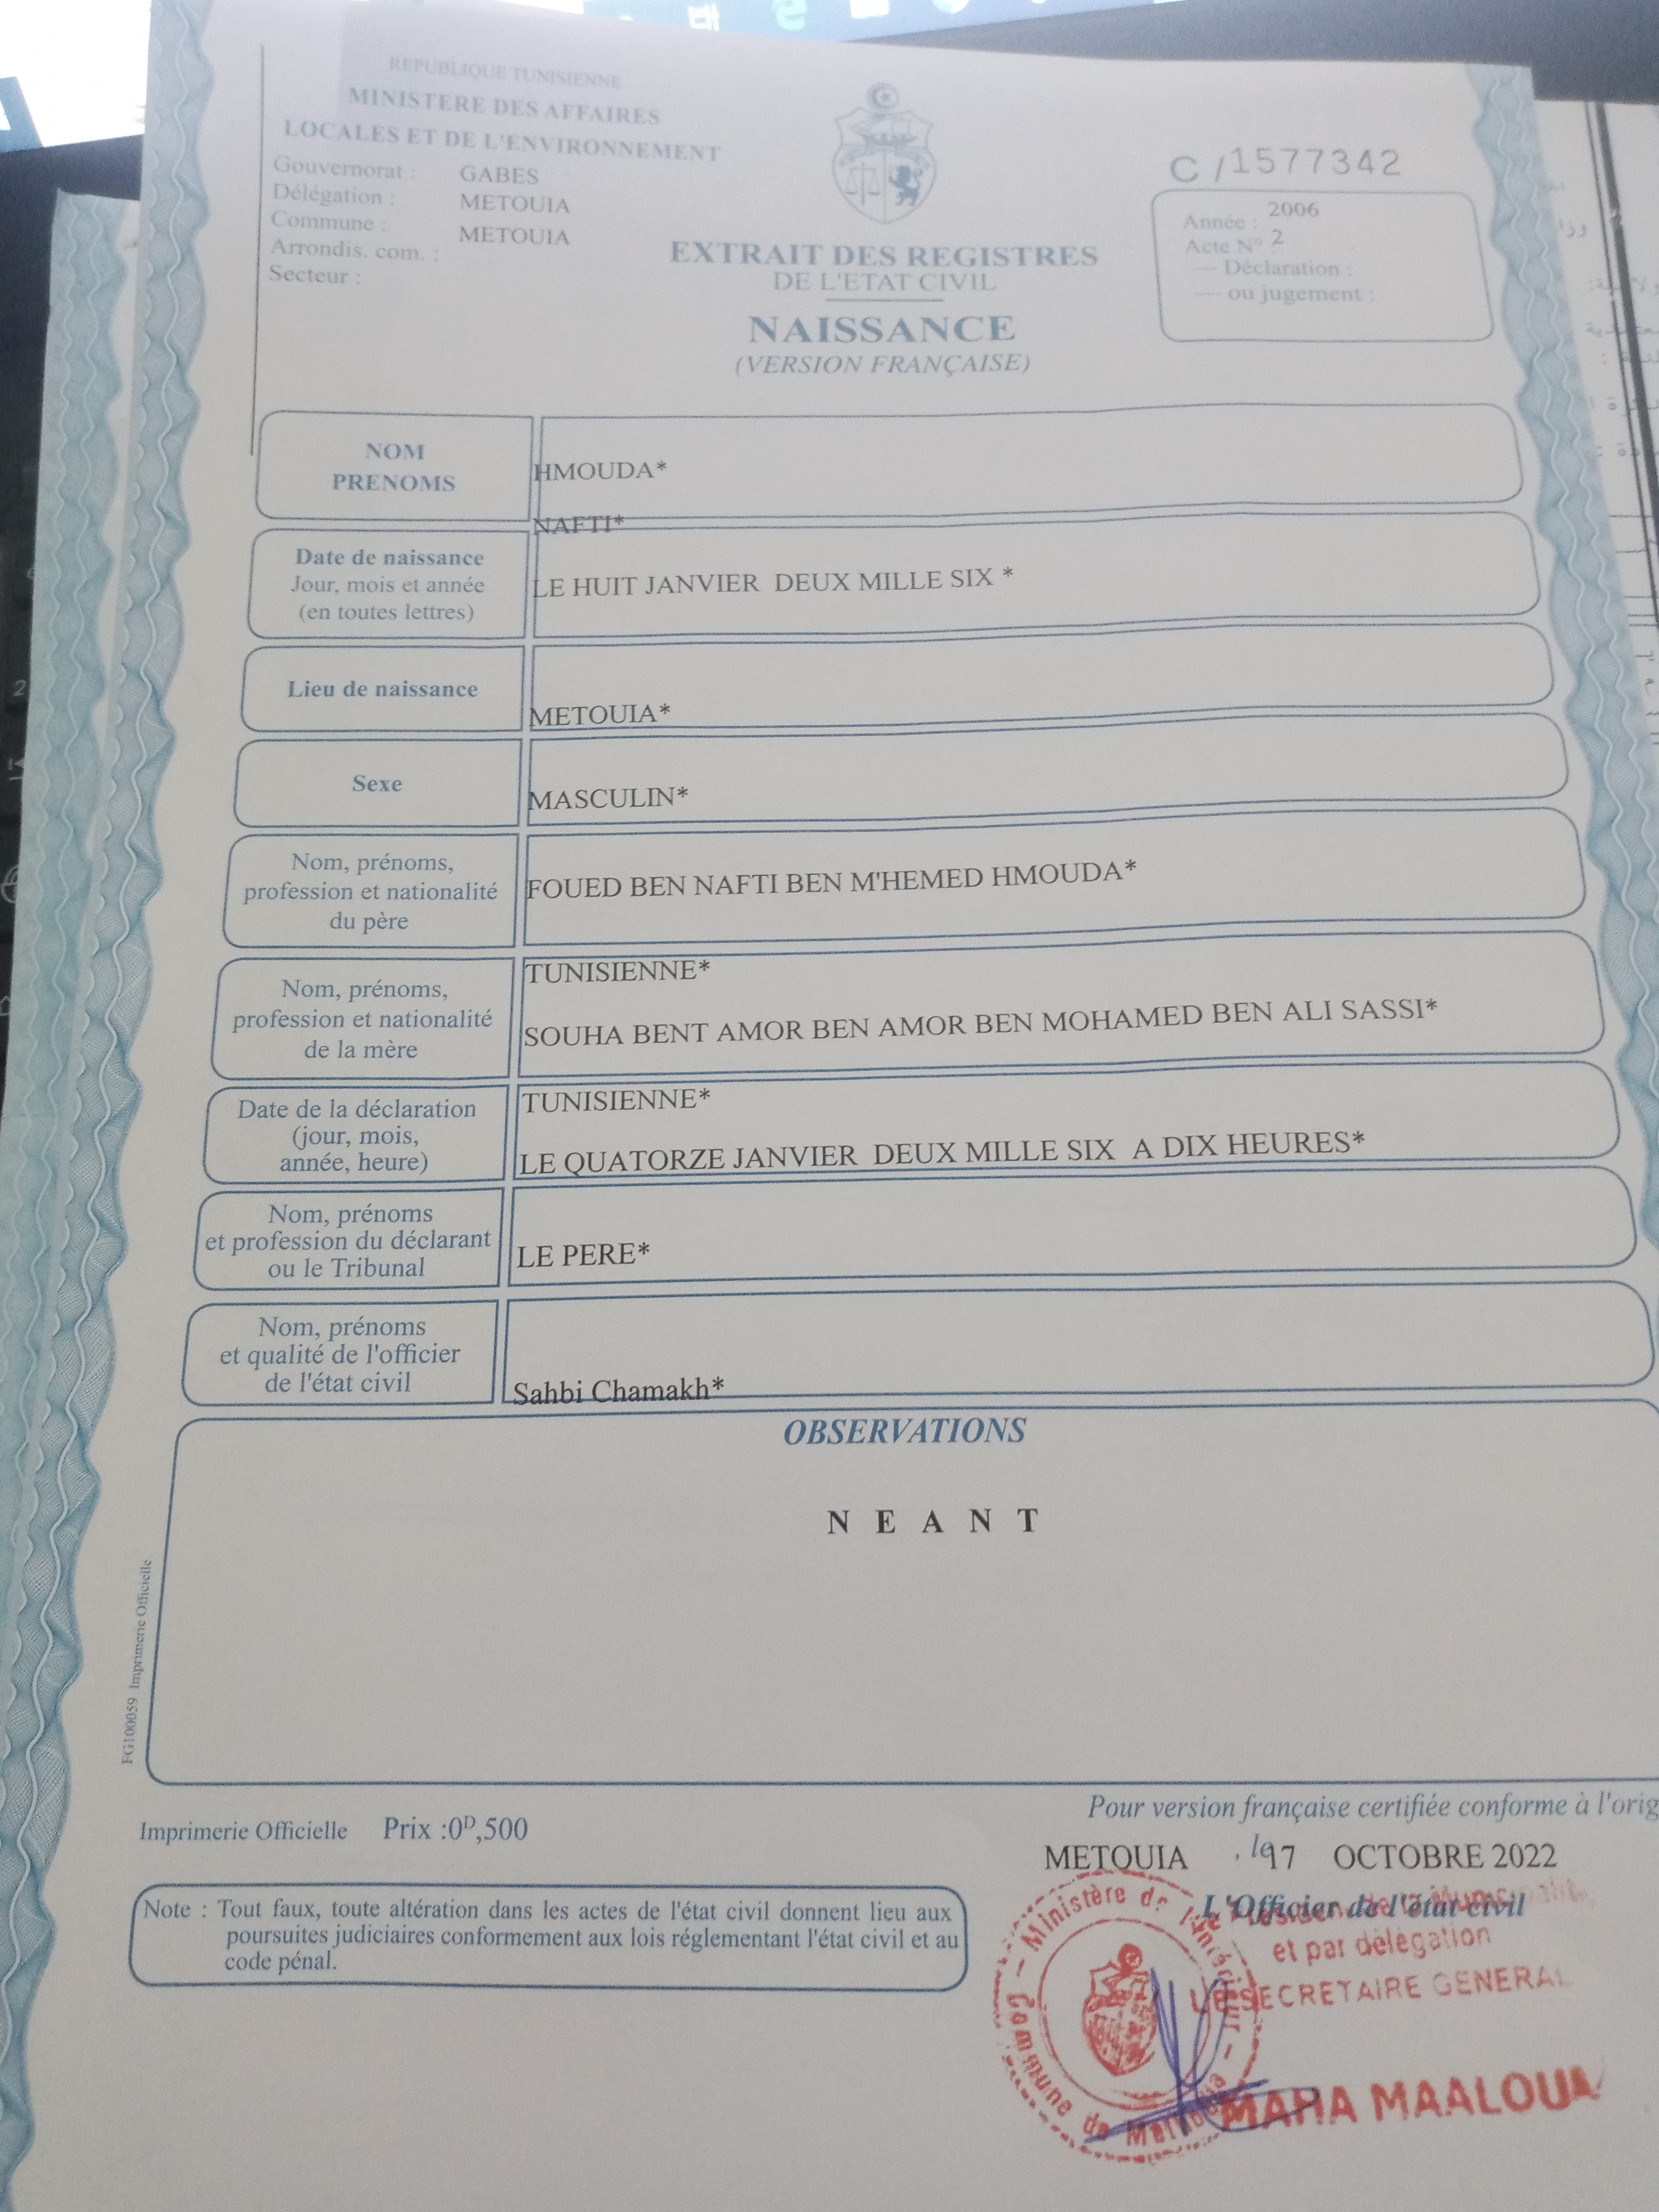 REPUBLIQUE TUNISIENNE
MINISTERE DES AFFAIRES
LOCALES ET DE L'ENVIRONNEMENT
Gouvernorat : GABES
Délégation : METOUIA
Commune : METOUIA
Arrondis. com. :
Secteur :
EXTRAIT DES REGISTRES
DE L'ETAT CIVIL
NAISSANCE
(VERSION FRANÇAISE)
C / 1577342
Année : 2006
Acte N° 2
— Déclaration :
— ou jugement :
NOM
PRENOMS
HMOUDA*
NAFTI*
Date de naissance
Jour, mois et année
(en toutes lettres)
LE HUIT JANVIER DEUX MILLE SIX *
Lieu de naissance
METOUIA*
Sexe
MASCULIN*
Nom, prénoms,
profession et nationalité
du père
FOUED BEN NAFTI BEN M'HEMED HMOUDA*
TUNISIENNE*
Nom, prénoms,
profession et nationalité
de la mère
SOUHA BENT AMOR BEN AMOR BEN MOHAMED BEN ALI SASSI*
TUNISIENNE*
Date de la déclaration
(jour, mois,
année, heure)
LE QUATORZE JANVIER DEUX MILLE SIX A DIX HEURES*
Nom, prénoms
et profession du déclarant
ou le Tribunal
LE PERE*
Nom, prénoms
et qualité de l'officier
de l'état civil
Sahbi Chamakh*
OBSERVATIONS
N E A N T
FG100059 Imprimerie Officielle
Imprimerie Officielle Prix :0D,500
Pour version française certifiée conforme à l'orig
METOUIA , le 17 OCTOBRE 2022
L'Officier de l'état civil
et par délégation
LE SECRETAIRE GENERAL
MAHA MAALOUL
Commune de Metouia
Note : Tout faux, toute altération dans les actes de l'état civil donnent lieu aux
poursuites judiciaires conformement aux lois réglementant l'état civil et au
code pénal.